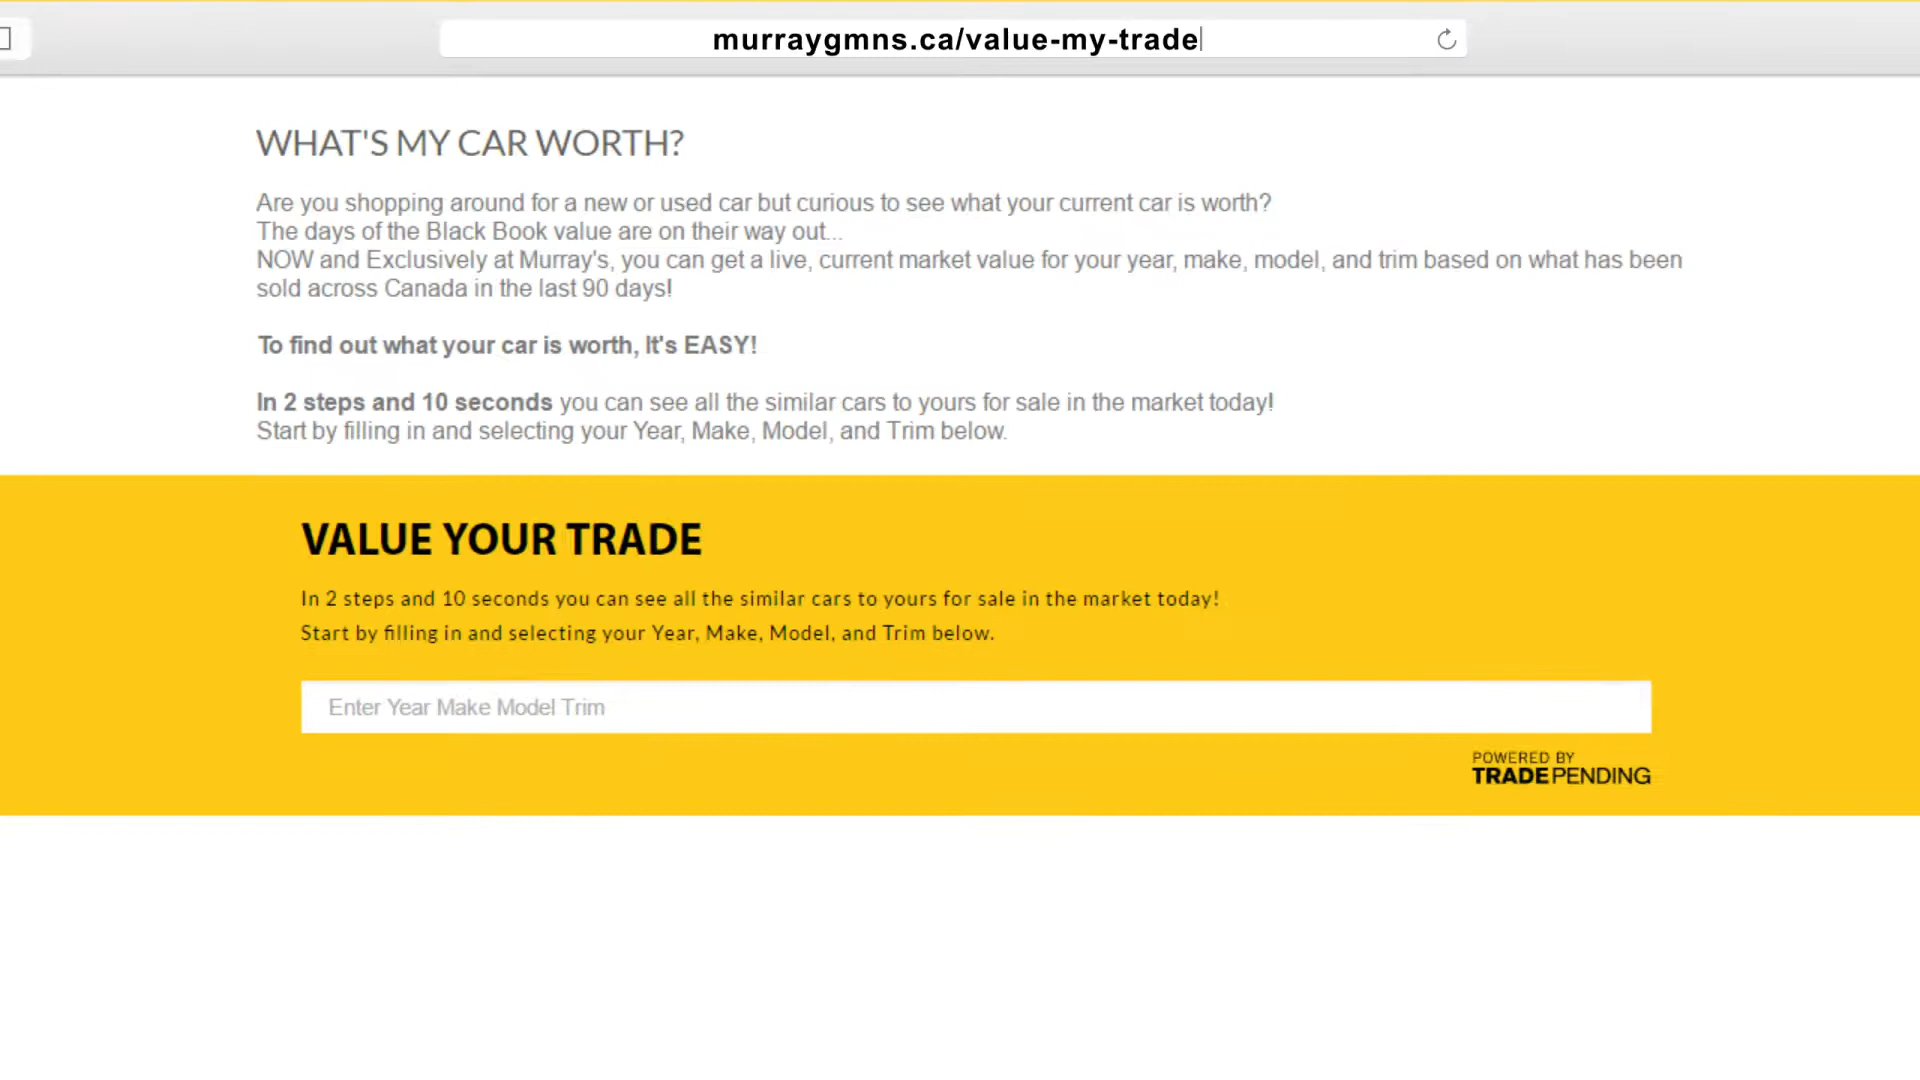 murraygmns.ca/value-my-trade
WHAT'S MY CAR WORTH?
Are you shopping around for a new or used car but curious to see what your current car is worth?
The days of the Black Book value are on their way out...
NOW and Exclusively at Murray's, you can get a live, current market value for your year, make, model, and trim based on what has been
sold across Canada in the last 90 days!
To find out what your car is worth, It's EASY!
In 2 steps and 10 seconds you can see all the similar cars to yours for sale in the market today!
Start by filling in and selecting your Year, Make, Model, and Trim below.
VALUE YOUR TRADE
In 2 steps and 10 seconds you can see all the similar cars to yours for sale in the market today!
Start by filling in and selecting your Year, Make, Model, and Trim below.
Enter Year Make Model Trim
POWERED BY
TRADEPENDING